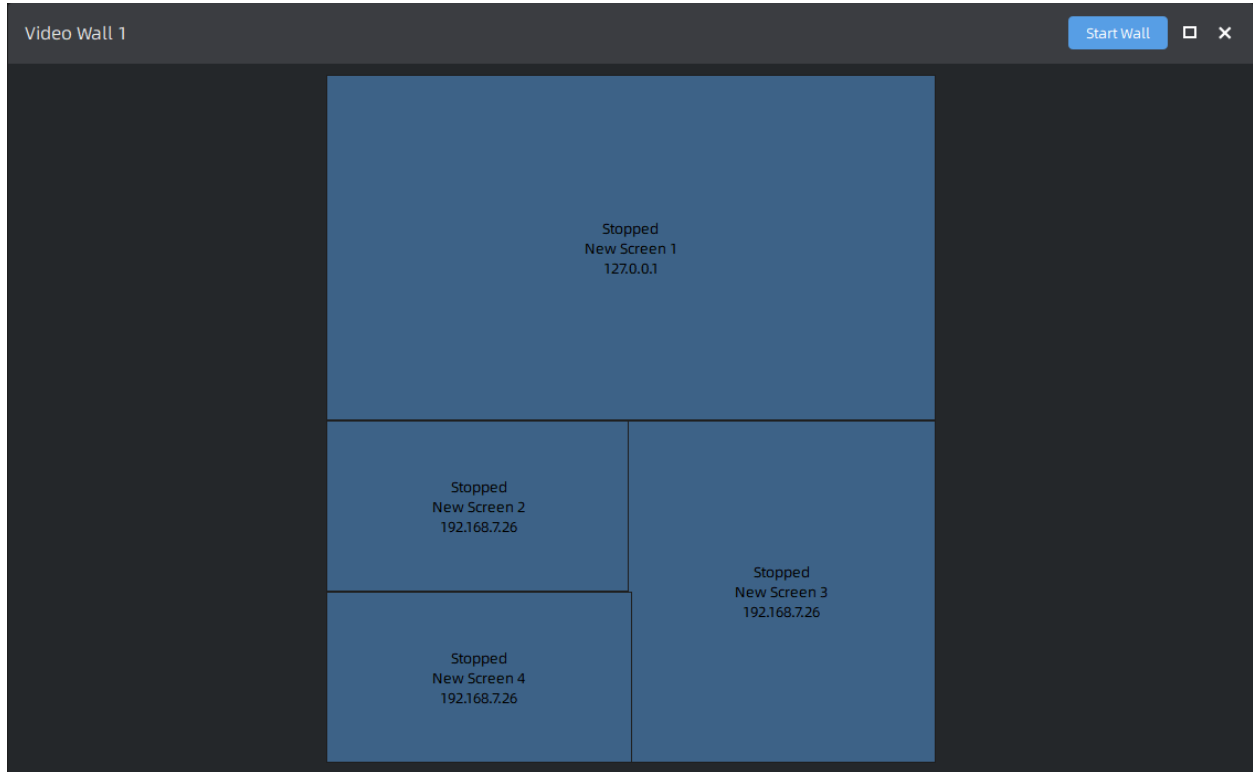 Video Wall 1
Start Wall
Stopped
New Screen 1
127.0.0.1
Stopped
New Screen 2
192.168.7.26
Stopped
New Screen 3
192.168.7.26
Stopped
New Screen 4
192.168.7.26